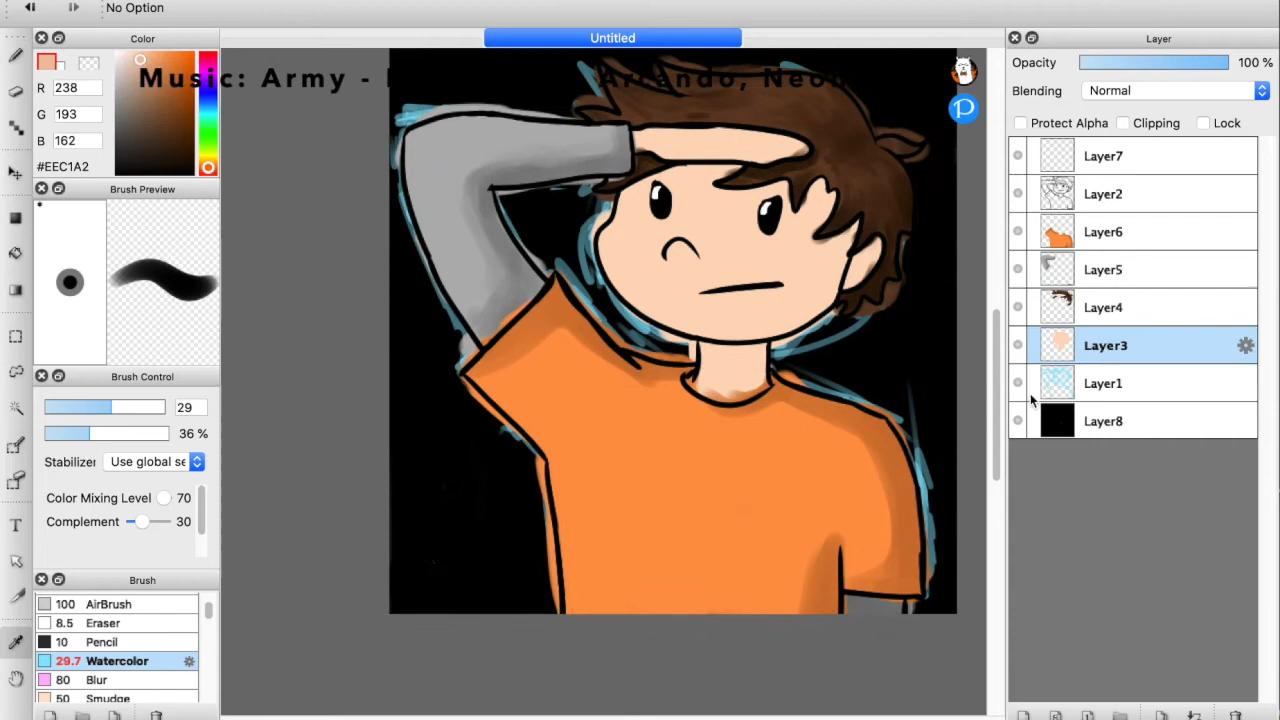 No Option
Color
Untitled
Layer
R 238
G 193
B 162
#EEC1A2
Music: Army - Arcando, Neo
Opacity 100 %
Blending Normal
Protect Alpha Clipping Lock
Brush Preview
Layer7
Layer2
Layer6
Layer5
Layer4
Layer3
Layer1
Layer8
Brush Control
29
36 %
Stabilizer Use global se
Color Mixing Level 70
Complement 30
Brush
100 AirBrush
8.5 Eraser
10 Pencil
29.7 Watercolor
80 Blur
50 Smudge